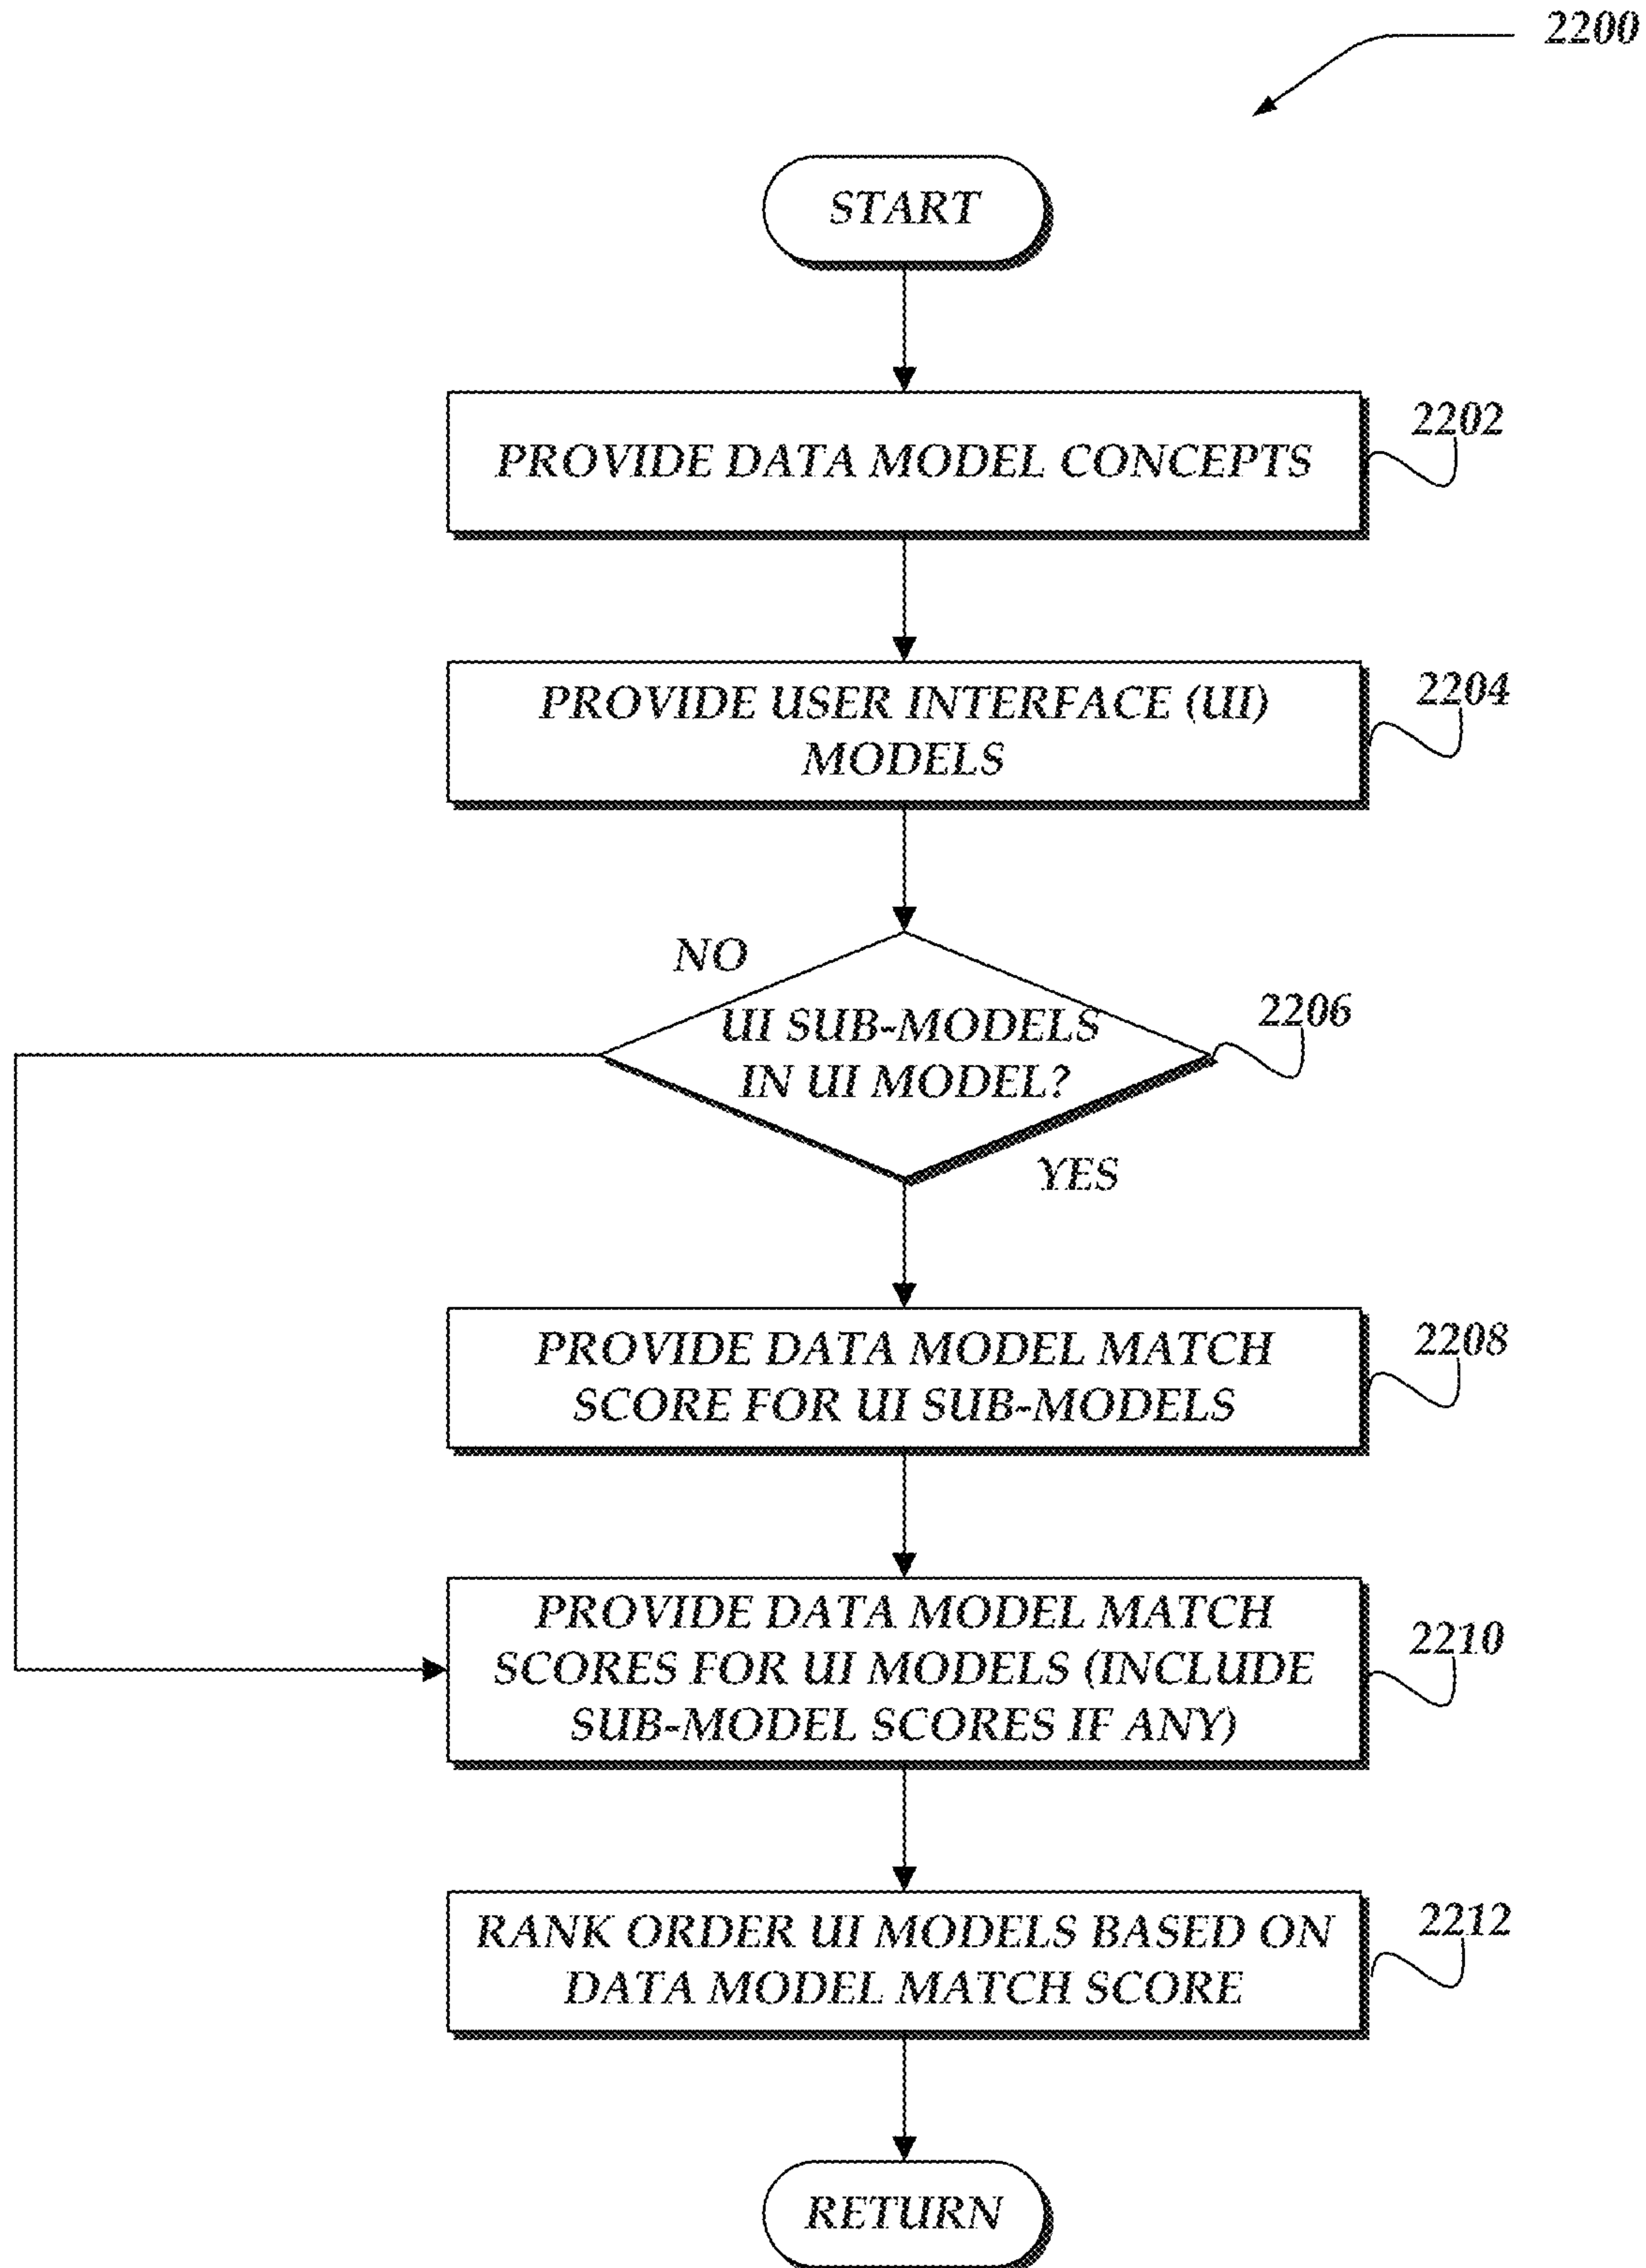 2200
START
PROVIDE DATA MODEL CONCEPTS
2202
PROVIDE USER INTERFACE (UI)
MODELS
2204
NO
UI SUB-MODELS
IN UI MODEL?
2206
YES
PROVIDE DATA MODEL MATCH
SCORE FOR UI SUB-MODELS
2208
PROVIDE DATA MODEL MATCH
SCORES FOR UI MODELS (INCLUDE
SUB-MODEL SCORES IF ANY)
2210
RANK ORDER UI MODELS BASED ON
DATA MODEL MATCH SCORE
2212
RETURN